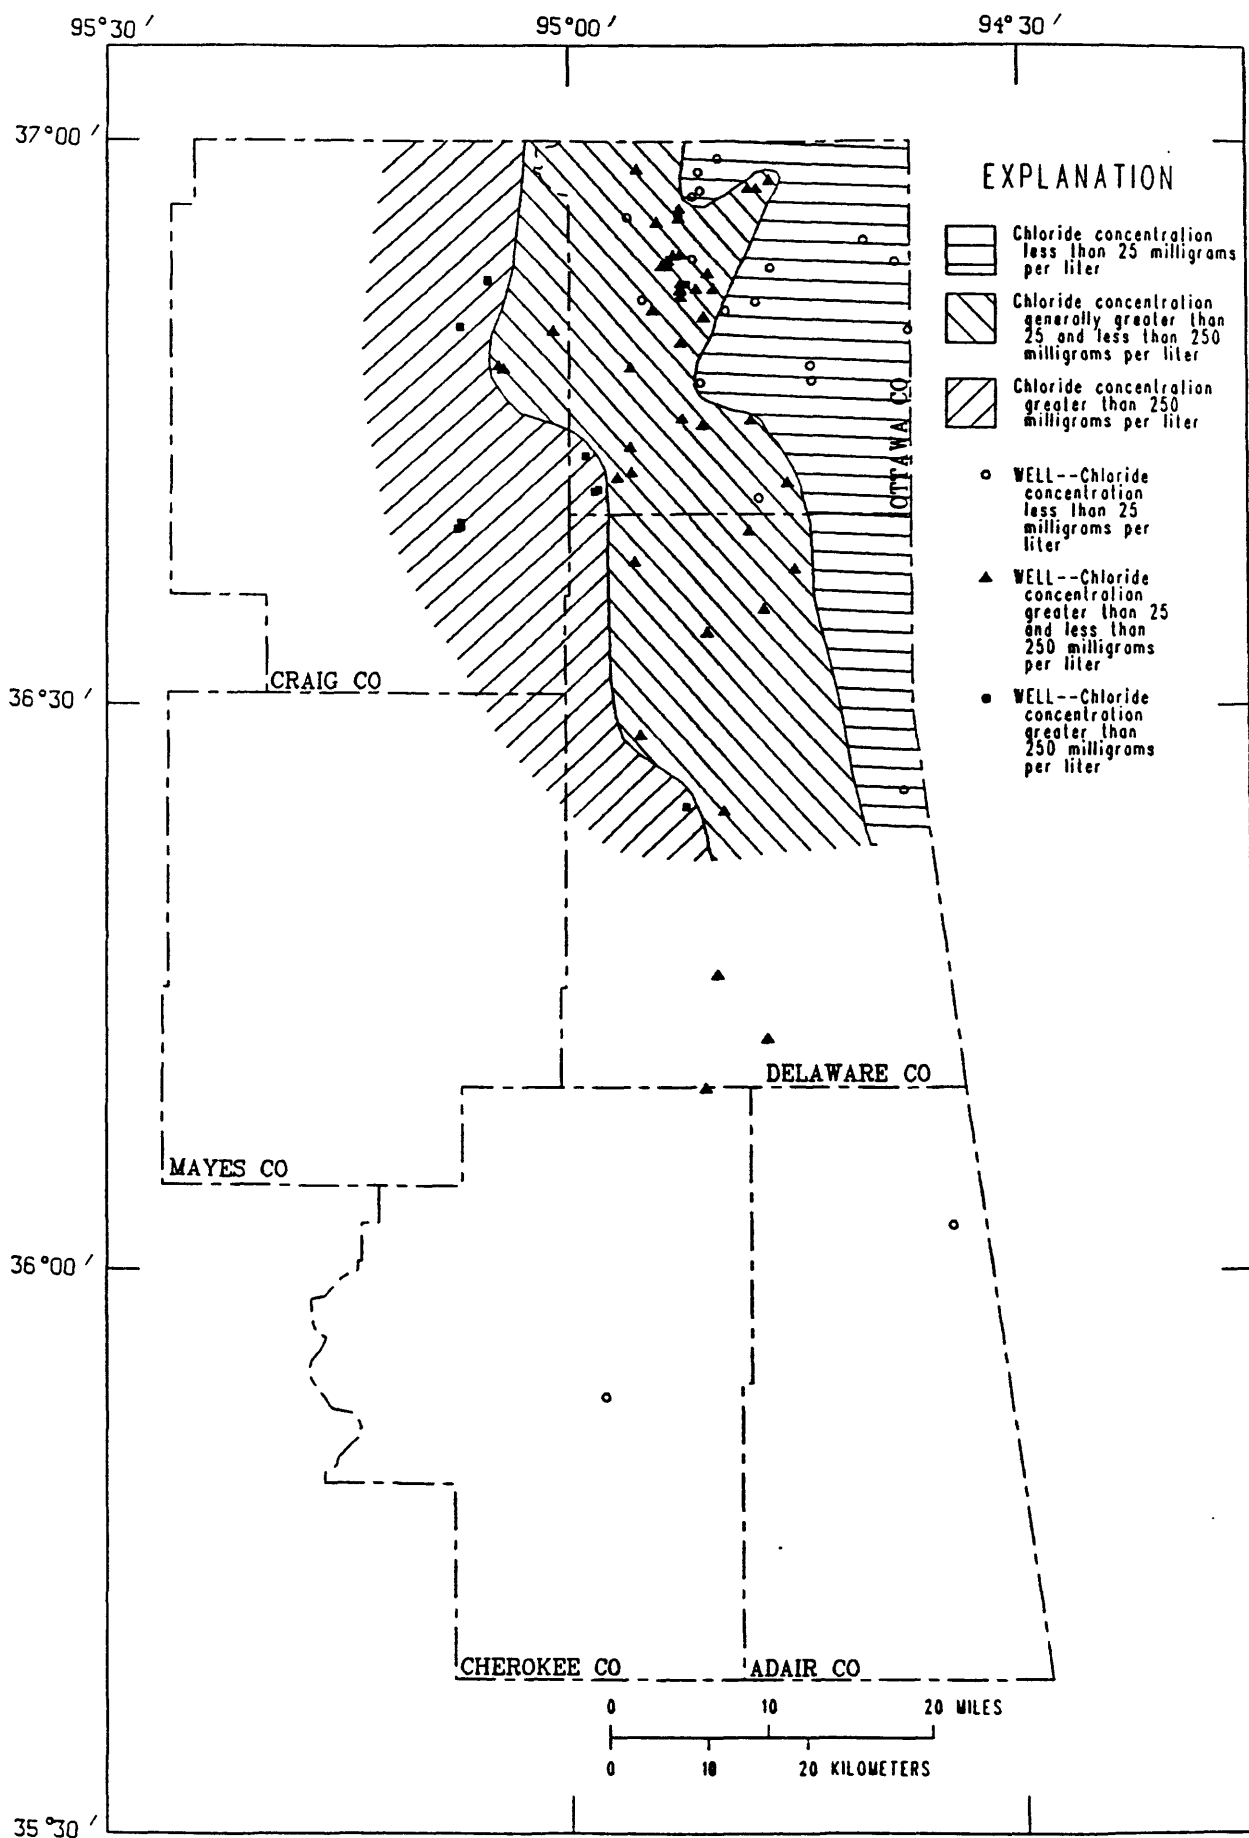 95°30′
95°00′
94°30′
37°00′
36°30′
36°00′
35°30′
EXPLANATION
Chloride concentration
less than 25 milligrams
per liter
Chloride concentration
generally greater than
25 and less than 250
milligrams per liter
Chloride concentration
greater than 250
milligrams per liter
WELL--Chloride
concentration
less than 25
milligrams per
liter
WELL--Chloride
concentration
greater than 25
and less than
250 milligrams
per liter
WELL--Chloride
concentration
greater than
250 milligrams
per liter
OTTAWA CO
CRAIG CO
DELAWARE CO
MAYES CO
CHEROKEE CO
ADAIR CO
0 10 20 MILES
0 10 20 KILOMETERS